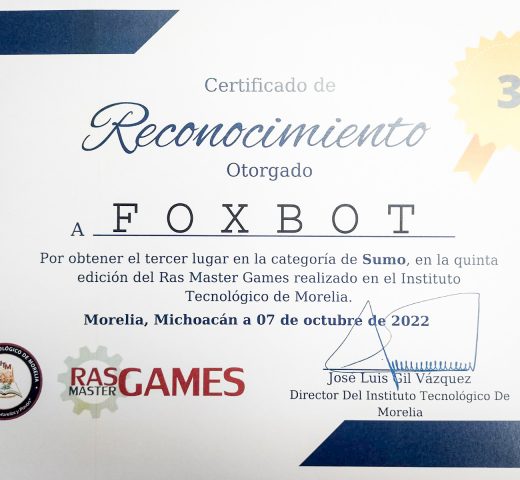 Certificado de
3
Reconocimiento
Otorgado
A FOXBOT
Por obtener el tercer lugar en la categoría de Sumo, en la quinta
edición del Ras Master Games realizado en el Instituto
Tecnológico de Morelia.
Morelia, Michoacán a 07 de octubre de 2022
RAS
MASTER
GAMES
José Luis Gil Vázquez
Director Del Instituto Tecnológico De
Morelia